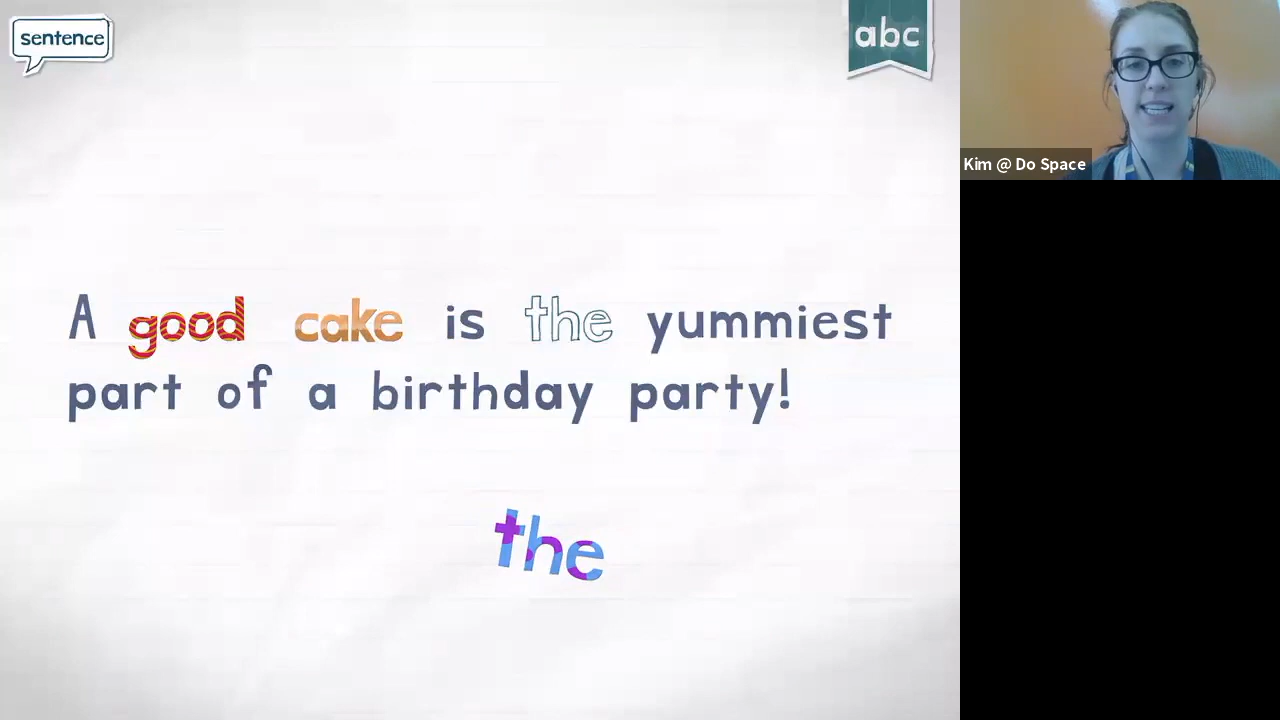 sentence
abc
Kim @ Do Space
A good cake is the yummiest
part of a birthday party!
the